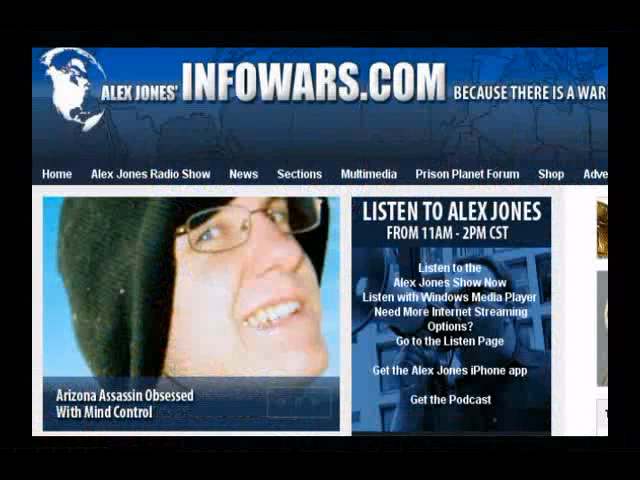 ALEX JONES' INFOWARS.COM BECAUSE THERE IS A WAR
Home Alex Jones Radio Show News Sections Multimedia Prison Planet Forum Shop Adve
LISTEN TO ALEX JONES
FROM 11AM - 2PM CST
Listen to the
Alex Jones Show Now
Listen with Windows Media Player
Need More Internet Streaming
Options?
Go to the Listen Page
Get the Alex Jones iPhone app
Get the Podcast
Arizona Assassin Obsessed
With Mind Control